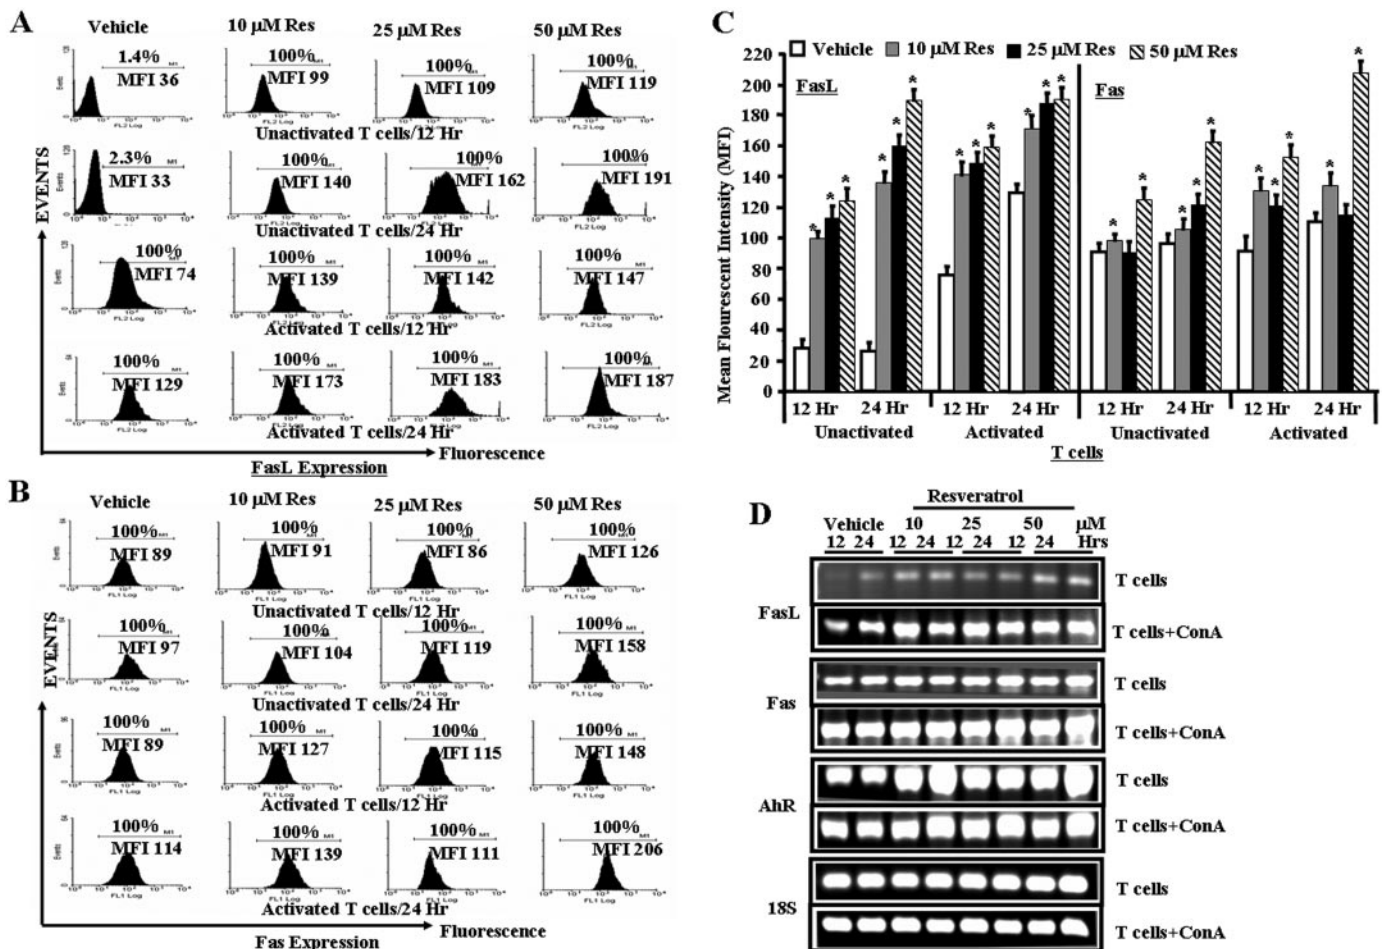 A
Vehicle 10 µM Res 25 µM Res 50 µM Res
1.4% 100% 100% 100%
MFI 36 MFI 99 MFI 109 MFI 119
Unactivated T cells/12 Hr
2.3% 100% 100% 100%
MFI 33 MFI 140 MFI 162 MFI 191
Unactivated T cells/24 Hr
100% 100% 100% 100%
MFI 74 MFI 139 MFI 142 MFI 147
Activated T cells/12 Hr
100% 100% 100% 100%
MFI 129 MFI 173 MFI 183 MFI 187
Activated T cells/24 Hr
EVENTS
Fluorescence
FasL Expression
B
Vehicle 10 µM Res 25 µM Res 50 µM Res
100% 100% 100% 100%
MFI 89 MFI 91 MFI 86 MFI 126
Unactivated T cells/12 Hr
100% 100% 100% 100%
MFI 97 MFI 104 MFI 119 MFI 158
Unactivated T cells/24 Hr
100% 100% 100% 100%
MFI 89 MFI 127 MFI 115 MFI 148
Activated T cells/12 Hr
100% 100% 100% 100%
MFI 114 MFI 139 MFI 111 MFI 206
Activated T cells/24 Hr
EVENTS
Fluorescence
Fas Expression
C
Vehicle 10 µM Res 25 µM Res 50 µM Res
FasL Fas
Mean Flourescent Intensity (MFI)
220
200
180
160
140
120
100
80
60
40
20
0
12 Hr 24 Hr 12 Hr 24 Hr 12 Hr 24 Hr 12 Hr 24 Hr
Unactivated Activated Unactivated Activated
T cells
D
Resveratrol
Vehicle 10 25 50 µM
12 24 12 24 12 24 12 24 Hrs
FasL
T cells
T cells+ConA
Fas
T cells
T cells+ConA
AhR
T cells
T cells+ConA
18S
T cells
T cells+ConA